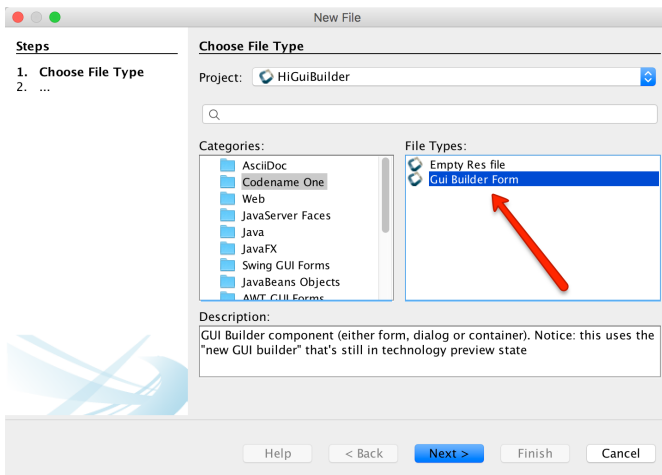 New File
Steps
1. Choose File Type
2. ...
Choose File Type
Project: HiGuiBuilder
Categories:
AsciiDoc
Codename One
Web
JavaServer Faces
Java
JavaFX
Swing GUI Forms
JavaBeans Objects
AWT GUI Forms
File Types:
Empty Res file
Gui Builder Form
Description:
GUI Builder component (either form, dialog or container). Notice: this uses the
"new GUI builder" that's still in technology preview state
Help
< Back
Next >
Finish
Cancel